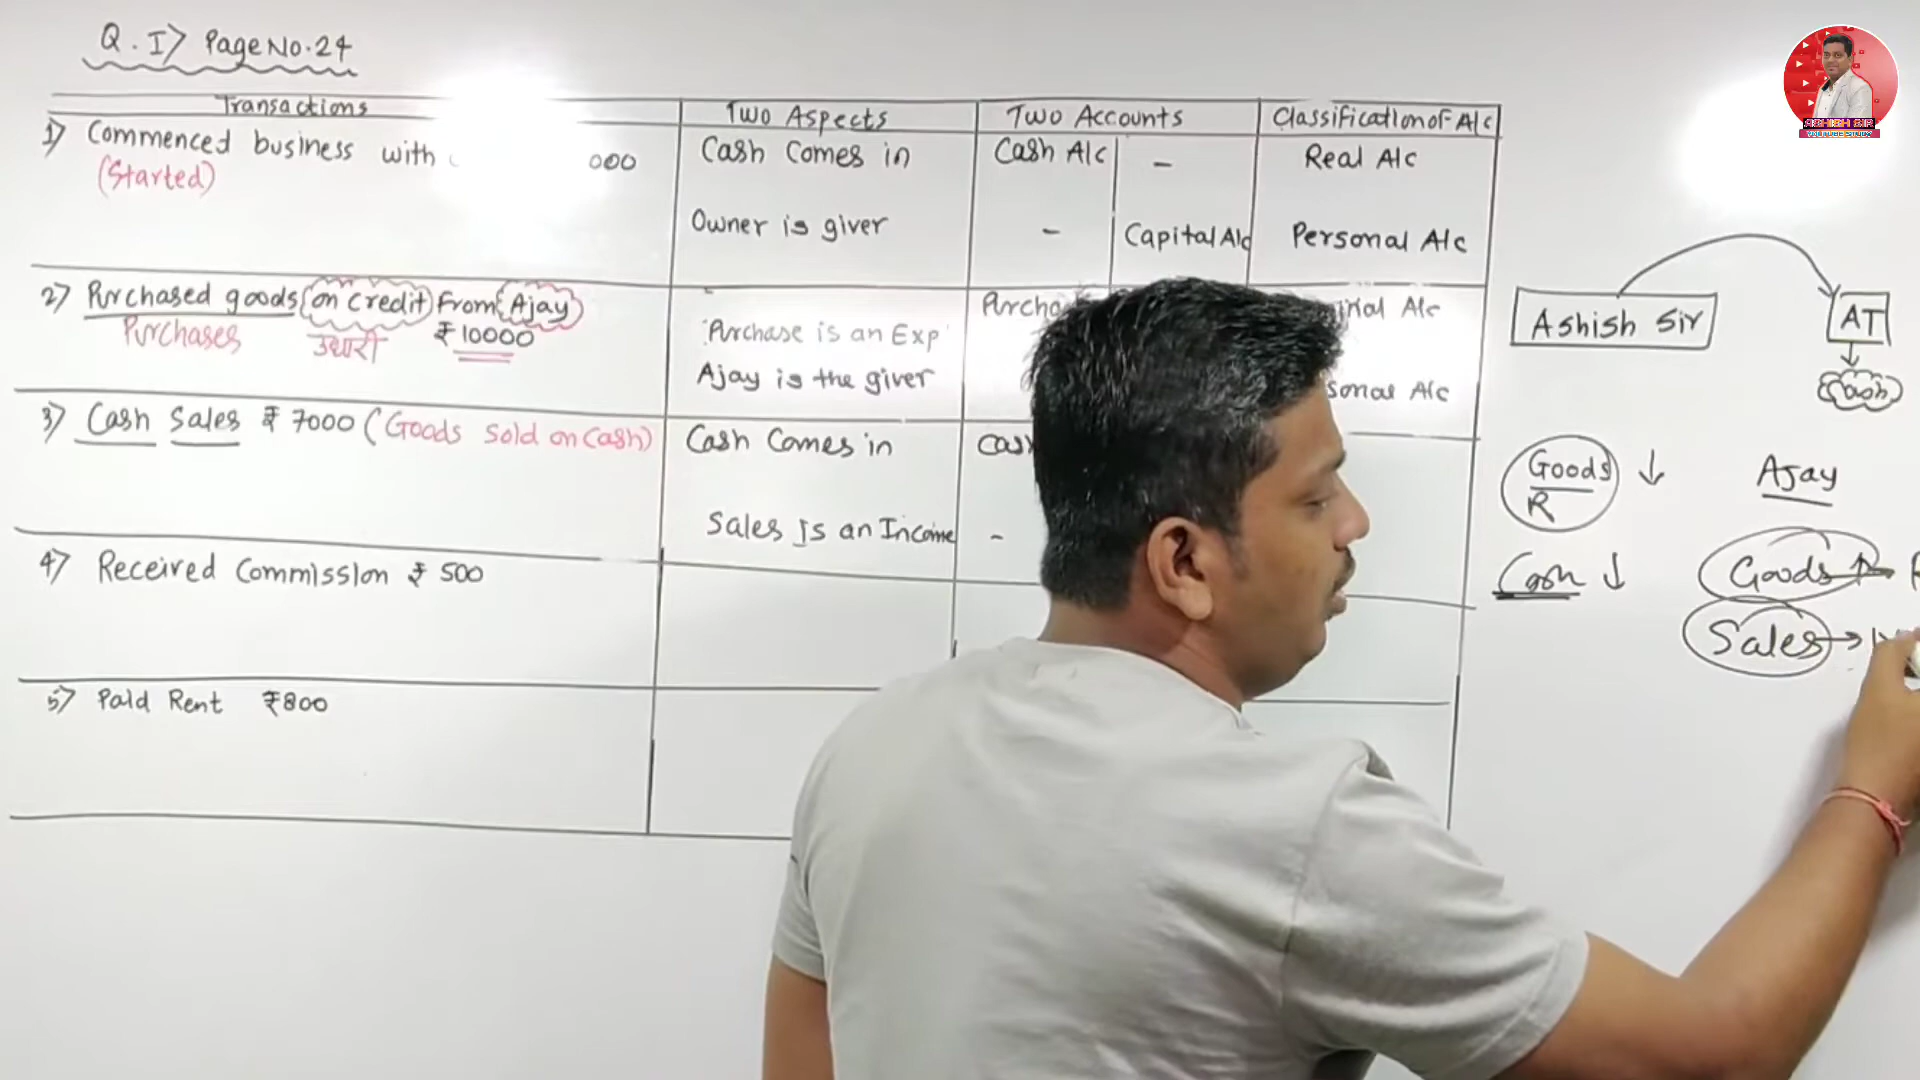 Q.I> Page No.24
Transactions Two Aspects Two Accounts Classification of A/c
1) Commenced business with 000 Cash Comes in Cash A/c - Real A/c
(Started)
Owner is giver - Capital A/c Personal A/c
2) Purchased goods on credit From Ajay
Purchases उधारी ₹ 10000
Purchase is an Exp
Ajay is the giver
3) Cash Sales ₹ 7000 (Goods Sold on Cash) Cash Comes in
Sales Is an Income -
4) Received Commission ₹ 500
5) Paid Rent ₹800
Ashish Sir AT
Cash
Goods ↓ Ajay
R
Cash ↓ Goods ↑
Sales →
ASHISH SIR
YOUTUBE STUDY